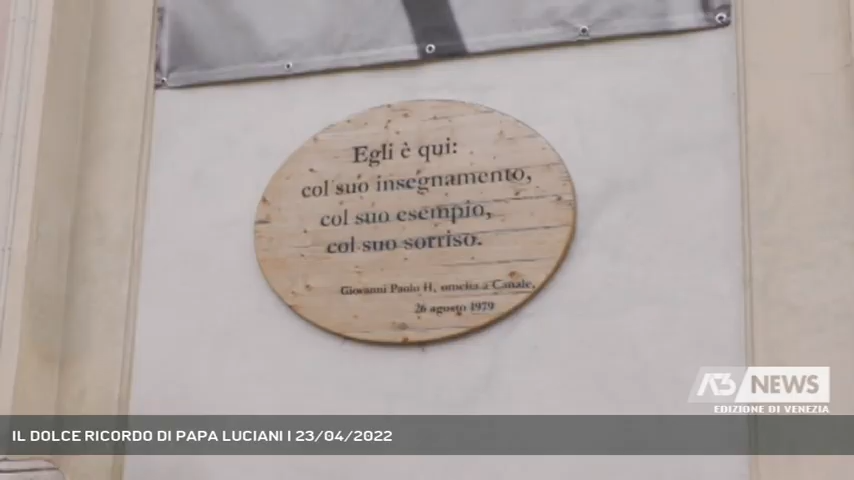 Egli è qui:
col suo insegnamento,
col suo esempio,
col suo sorriso.
Giovanni Paolo II, omelia a Canale,
26 agosto 1979
A3 NEWS
EDIZIONE DI VENEZIA
IL DOLCE RICORDO DI PAPA LUCIANI | 23/04/2022